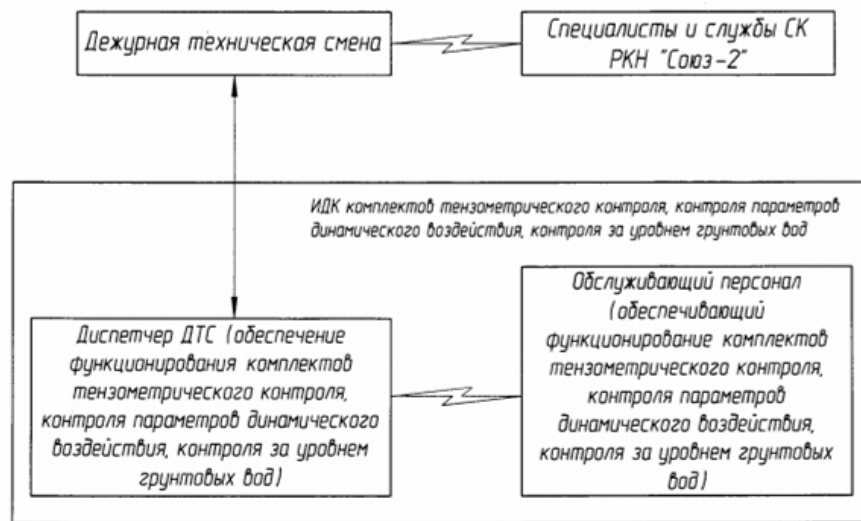 Дежурная техническая смена
Специалисты и службы СК
РКН "Союз-2"
ИДК комплектов тензометрического контроля, контроля параметров
динамического воздействия, контроля за уровнем грунтовых вод
Диспетчер ДТС (обеспечение
функционирования комплектов
тензометрического контроля,
контроля параметров динамического
воздействия, контроля за уровнем
грунтовых вод)
Обслуживающий персонал
(обеспечивающий
функционирование комплектов
тензометрического контроля,
контроля параметров
динамического воздействия,
контроля за уровнем грунтовых
вод)